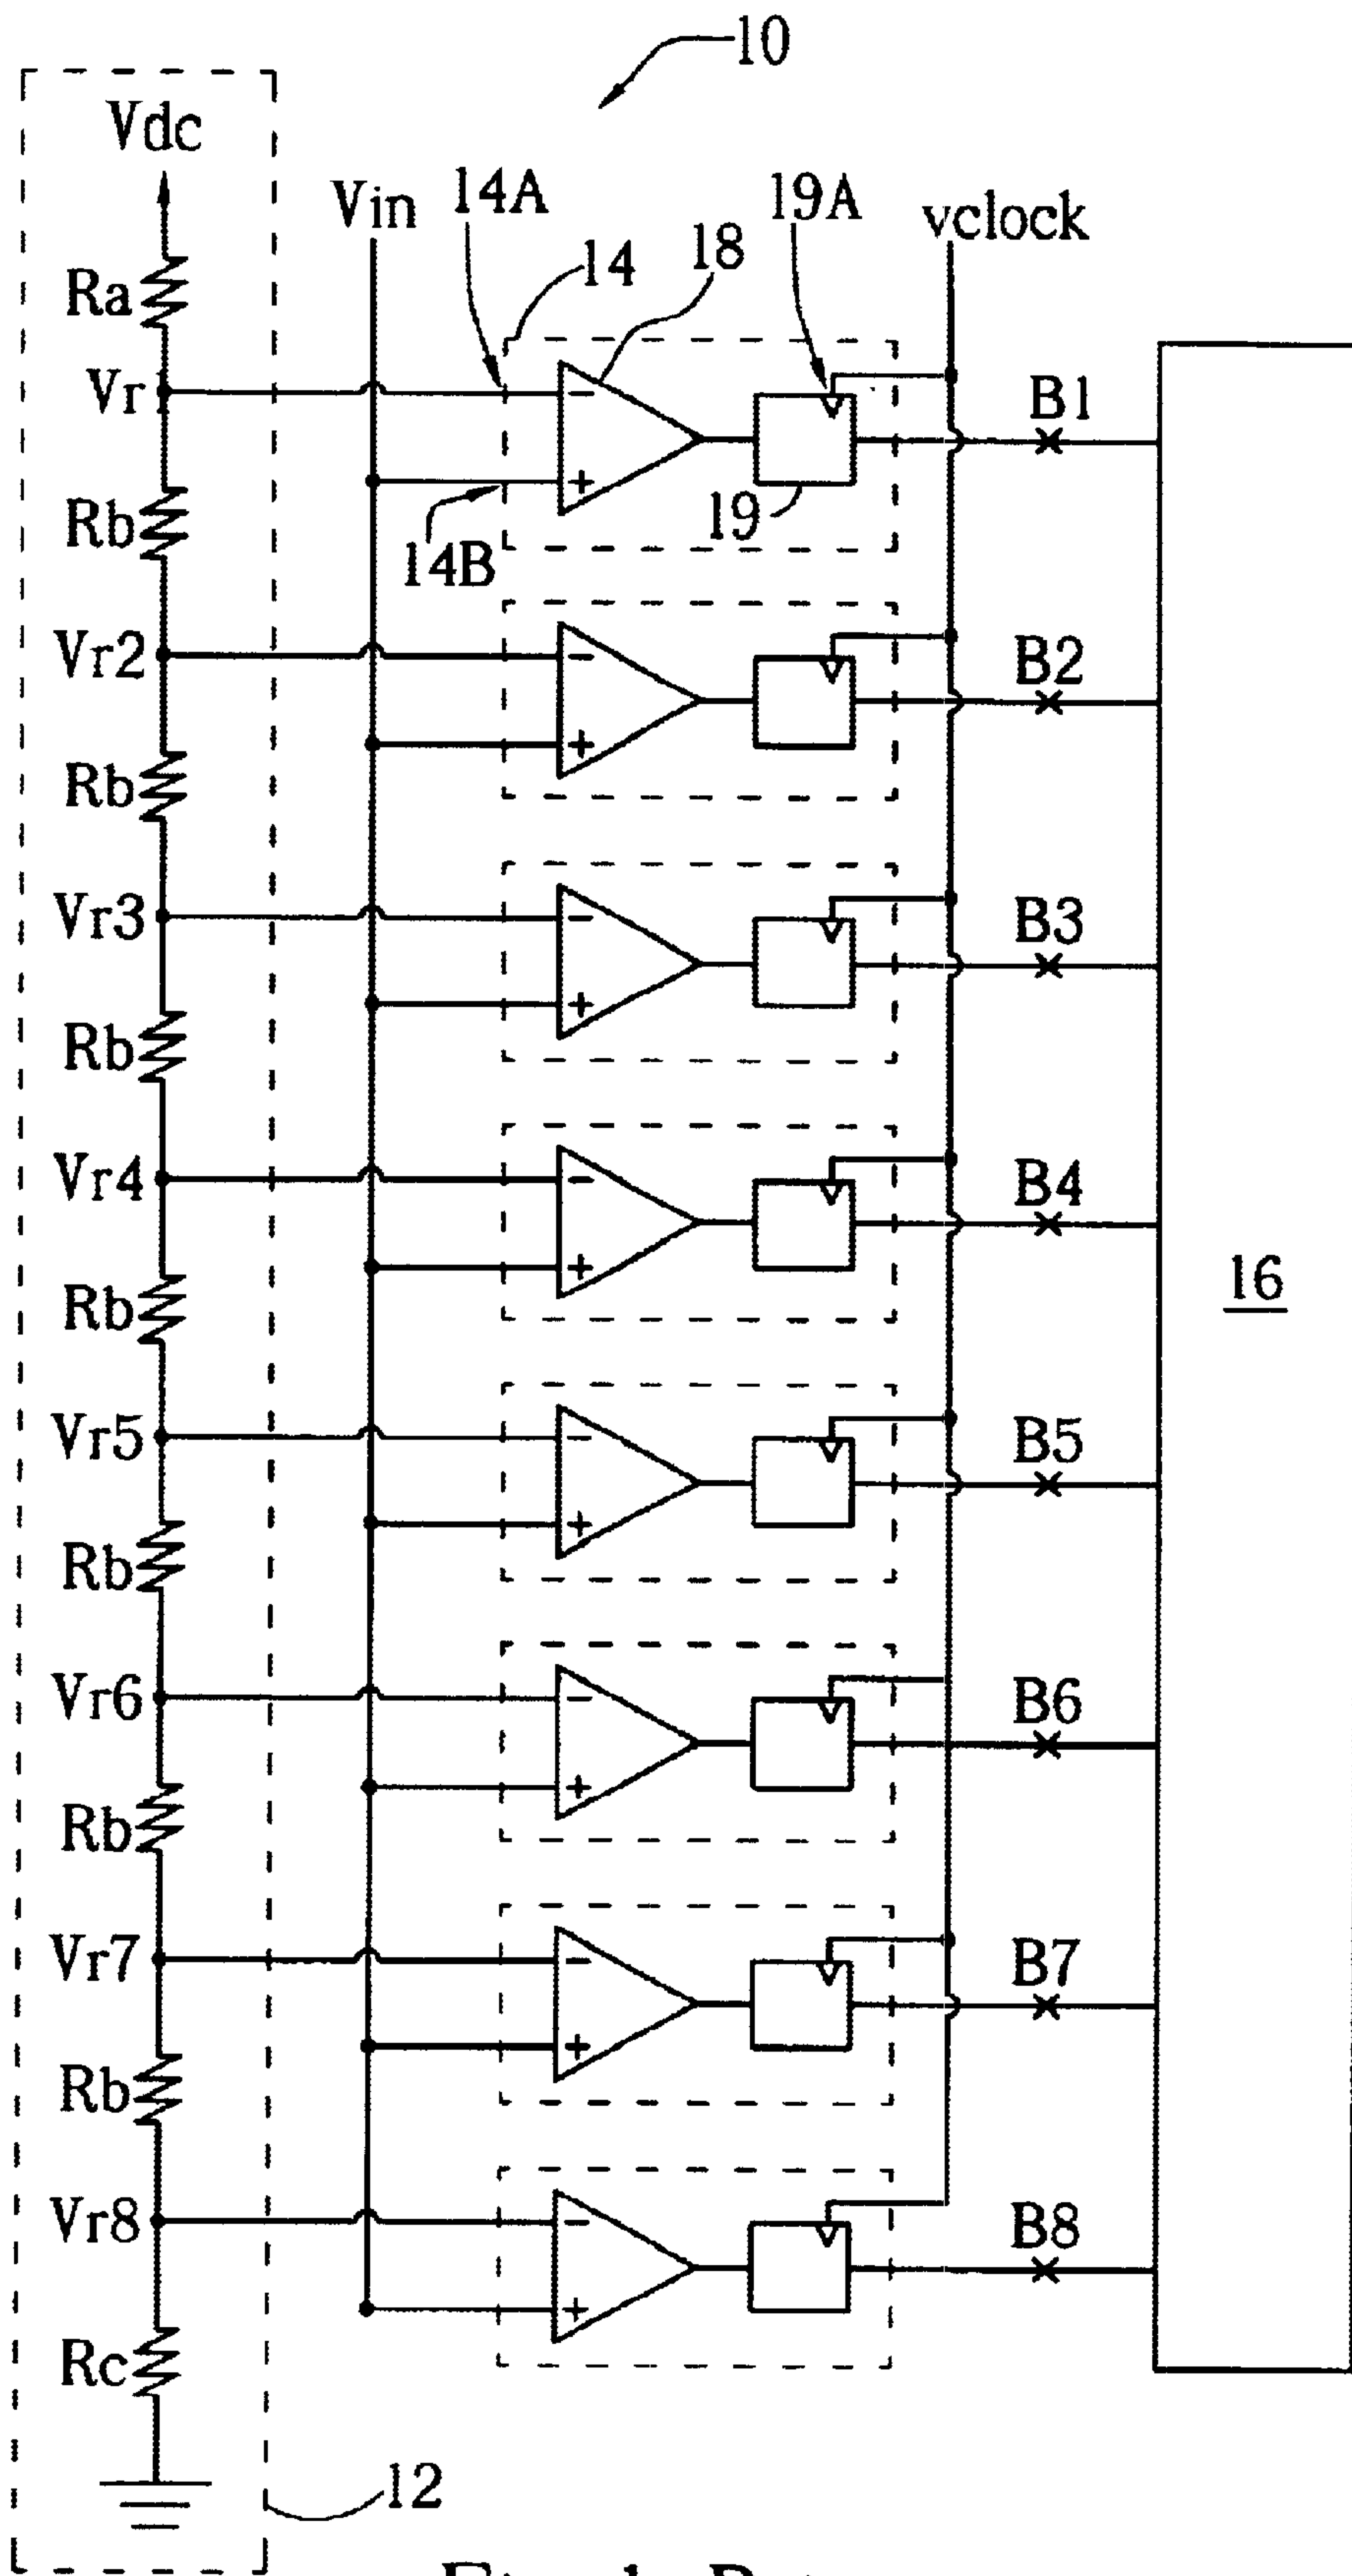 10
Vdc
Vin
14A
19A
vclock
14
18
Ra
Vr1
B1
Rb
19
14B
Vr2
B2
Rb
Vr3
B3
Rb
Vr4
B4
Rb
16
Vr5
B5
Rb
Vr6
B6
Rb
Vr7
B7
Rb
Vr8
B8
Rc
12